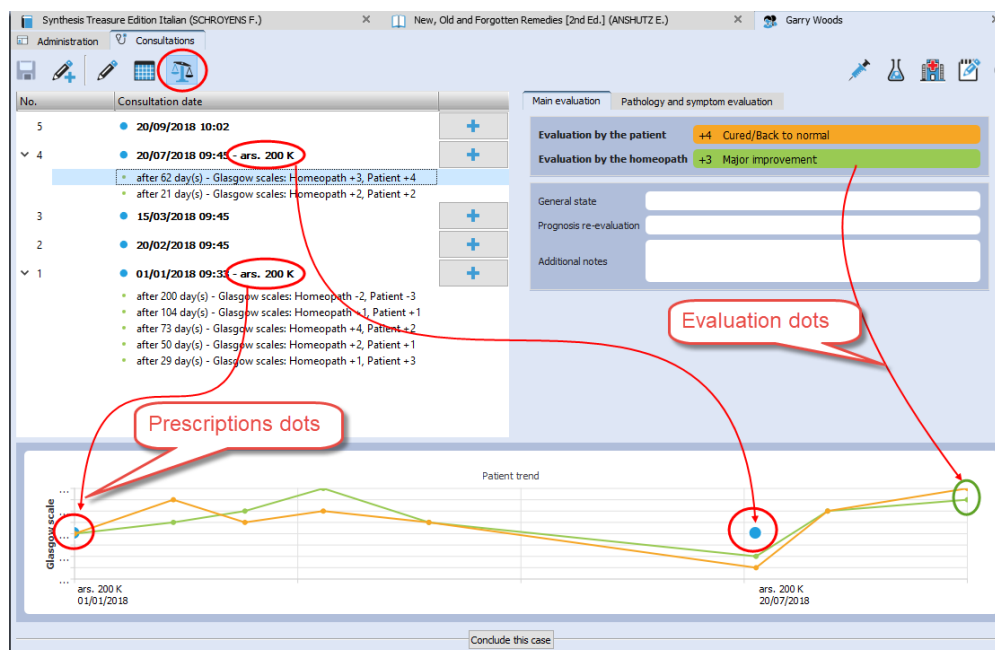 Synthesis Treasure Edition Italian (SCHROYENS F.)
New, Old and Forgotten Remedies [2nd Ed.] (ANSHUTZ E.)
Garry Woods
Administration
Consultations
No. Consultation date
5 20/09/2018 10:02
4 20/07/2018 09:45 - ars. 200 K
after 62 day(s) - Glasgow scales: Homeopath +3, Patient +4
after 21 day(s) - Glasgow scales: Homeopath +2, Patient +2
3 15/03/2018 09:45
2 20/02/2018 09:45
1 01/01/2018 09:33 - ars. 200 K
after 200 day(s) - Glasgow scales: Homeopath -2, Patient -3
after 104 day(s) - Glasgow scales: Homeopath +1, Patient +1
after 73 day(s) - Glasgow scales: Homeopath +4, Patient +2
after 50 day(s) - Glasgow scales: Homeopath +2, Patient +1
after 29 day(s) - Glasgow scales: Homeopath +1, Patient +3
Main evaluation
Pathology and symptom evaluation
Evaluation by the patient +4 Cured/Back to normal
Evaluation by the homeopath +3 Major improvement
General state
Prognosis re-evaluation
Additional notes
Evaluation dots
Prescriptions dots
Patient trend
Glasgow scale
...
...
...
...
...
ars. 200 K
01/01/2018
ars. 200 K
20/07/2018
Conclude this case